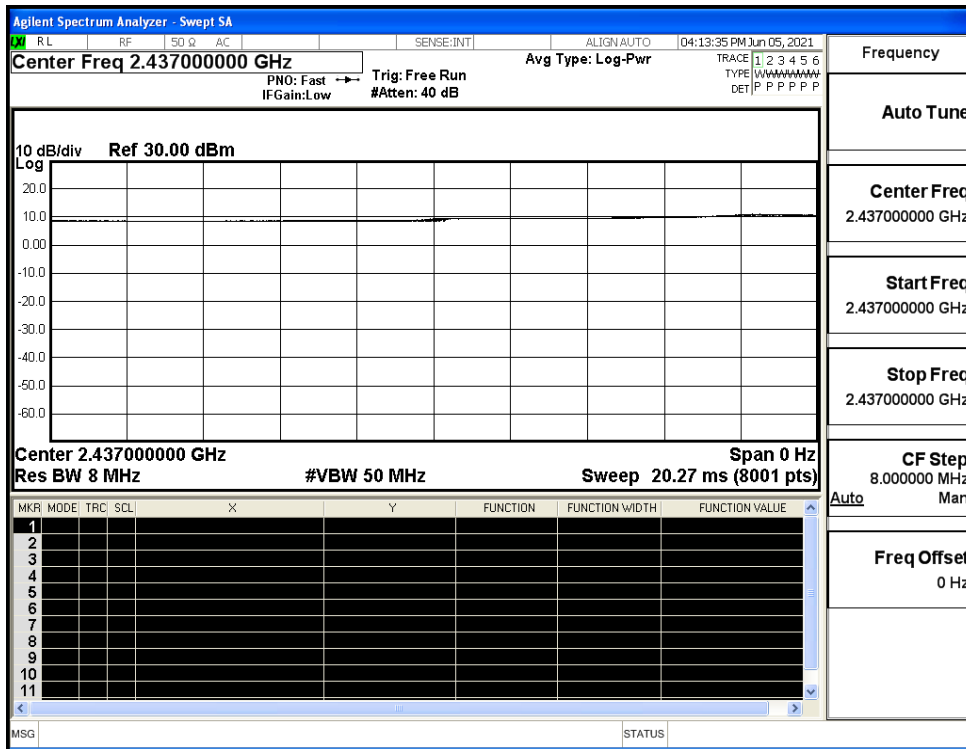 Agilent Spectrum Analyzer - Swept SA
LXI RL RF 50 Ω AC SENSE:INT ALIGN AUTO 04:13:35 PM Jun 05, 2021
Center Freq 2.437000000 GHz
PNO: Fast
IFGain:Low
Trig: Free Run
#Atten: 40 dB
Avg Type: Log-Pwr
TRACE 1 2 3 4 5 6
TYPE WWWWWW
DET P P P P P P
10 dB/div Ref 30.00 dBm
Log
20.0
10.0
0.00
-10.0
-20.0
-30.0
-40.0
-50.0
-60.0
Center 2.437000000 GHz Span 0 Hz
Res BW 8 MHz #VBW 50 MHz Sweep 20.27 ms (8001 pts)
MKR MODE TRC SCL X Y FUNCTION FUNCTION WIDTH FUNCTION VALUE
1
2
3
4
5
6
7
8
9
10
11
MSG STATUS
Frequency
Auto Tune
Center Freq
2.437000000 GHz
Start Freq
2.437000000 GHz
Stop Freq
2.437000000 GHz
CF Step
8.000000 MHz
Auto Man
Freq Offset
0 Hz